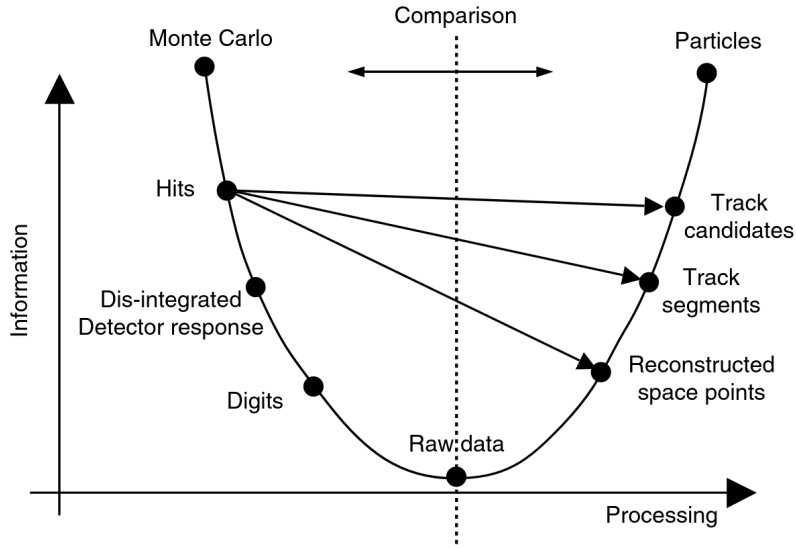 Comparison
Monte Carlo
Particles
Hits
Track
candidates
Track
segments
Dis-integrated
Detector response
Reconstructed
space points
Digits
Raw data
Information
Processing